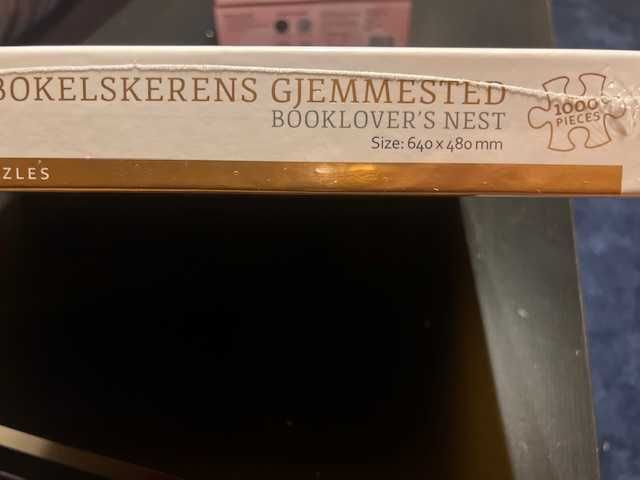 BOKELSKERENS GJEMMESTED
BOOKLOVER'S NEST
Size: 640 x 480 mm
1000
PIECES
ZLES